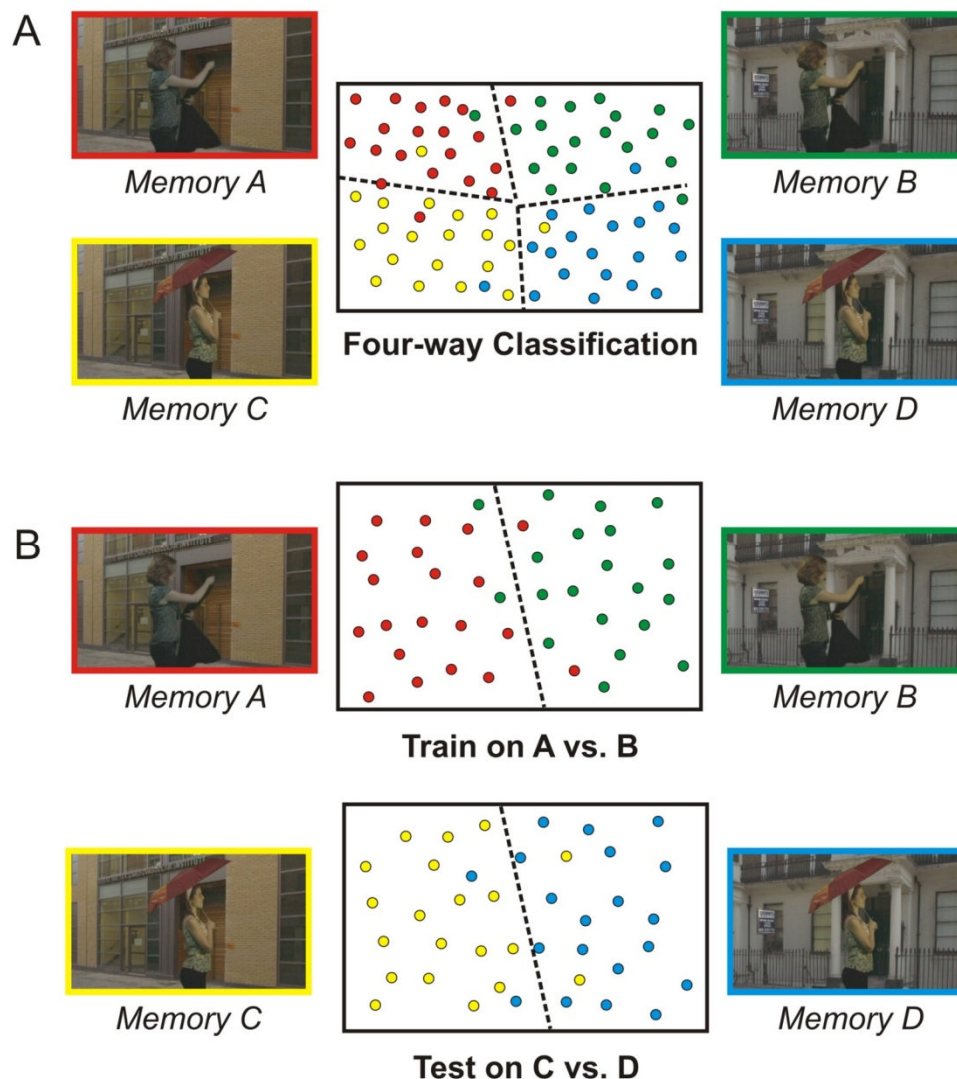 A
Memory A
Memory B
Memory C
Four-way Classification
Memory D
B
Memory A
Memory B
Train on A vs. B
Memory C
Memory D
Test on C vs. D